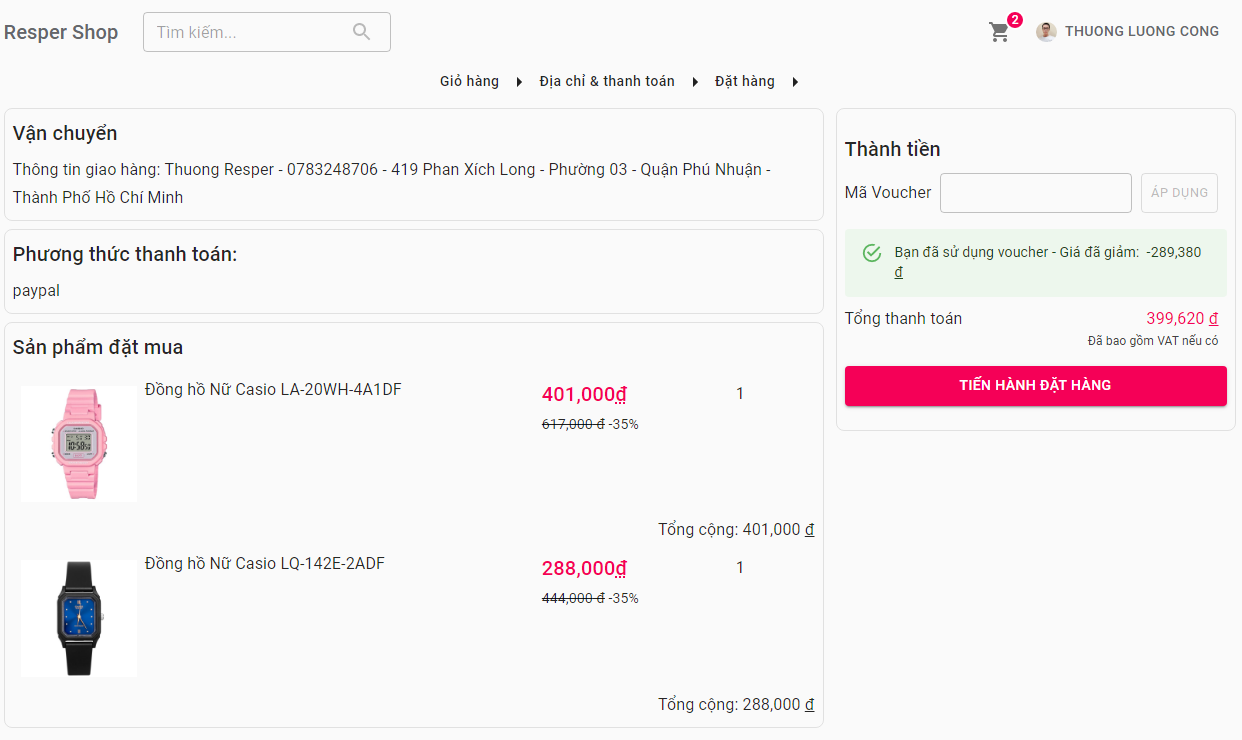 Resper Shop
Tìm kiếm...
2
THUONG LUONG CONG
Giỏ hàng
Địa chỉ & thanh toán
Đặt hàng
Vận chuyển
Thông tin giao hàng: Thuong Resper - 0783248706 - 419 Phan Xích Long - Phường 03 - Quận Phú Nhuận -
Thành Phố Hồ Chí Minh
Phương thức thanh toán:
paypal
Sản phẩm đặt mua
Đồng hồ Nữ Casio LA-20WH-4A1DF
401,000₫
1
617,000 ₫ -35%
Tổng cộng: 401,000 ₫
Đồng hồ Nữ Casio LQ-142E-2ADF
288,000₫
1
444,000 ₫ -35%
Tổng cộng: 288,000 ₫
Thành tiền
Mã Voucher
ÁP DỤNG
Bạn đã sử dụng voucher - Giá đã giảm: -289,380
₫
Tổng thanh toán
399,620 ₫
Đã bao gồm VAT nếu có
TIẾN HÀNH ĐẶT HÀNG